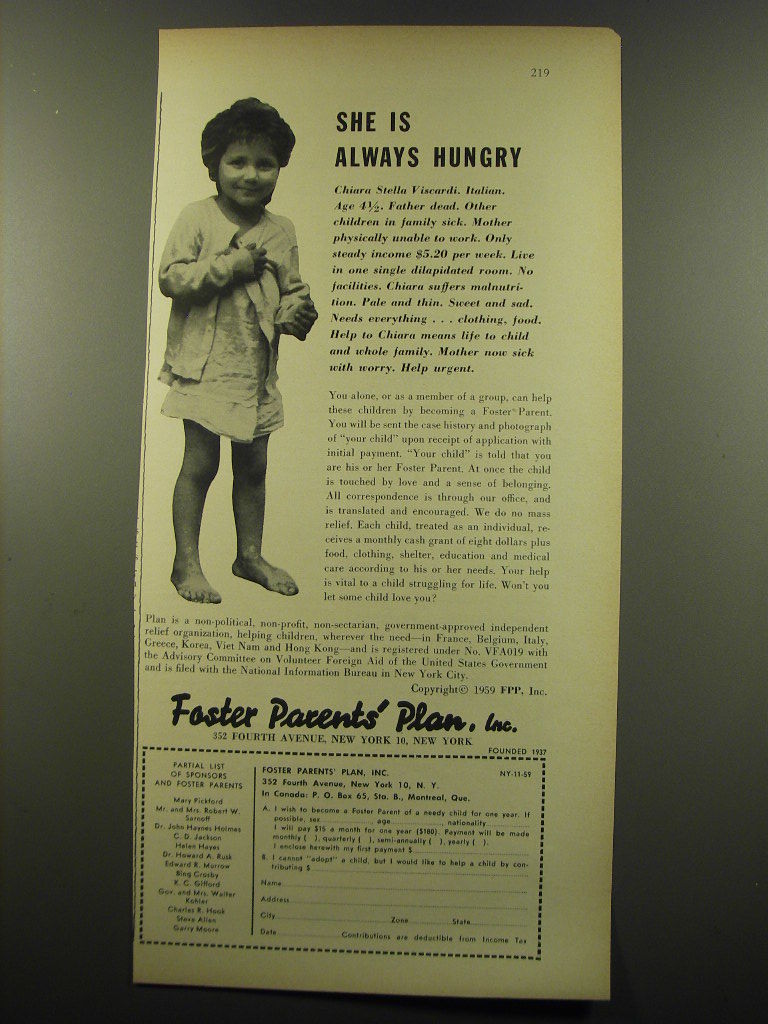 219
SHE IS
ALWAYS HUNGRY
Chiara Stella Viscardi. Italian.
Age 4½. Father dead. Other
children in family sick. Mother
physically unable to work. Only
steady income $5.20 per week. Live
in one single dilapidated room. No
facilities. Chiara suffers malnutri-
tion. Pale and thin. Sweet and sad.
Needs everything . . . clothing, food.
Help to Chiara means life to child
and whole family. Mother now sick
with worry. Help urgent.
You alone, or as a member of a group, can help
these children by becoming a Foster Parent.
You will be sent the case history and photograph
of "your child" upon receipt of application with
initial payment. "Your child" is told that you
are his or her Foster Parent. At once the child
is touched by love and a sense of belonging.
All correspondence is through our office, and
is translated and encouraged. We do no mass
relief. Each child, treated as an individual, re-
ceives a monthly cash grant of eight dollars plus
food, clothing, shelter, education and medical
care according to his or her needs. Your help
is vital to a child struggling for life. Won't you
let some child love you?
Plan is a non-political, non-profit, non-sectarian, government-approved independent
relief organization, helping children, wherever the need—in France, Belgium, Italy,
Greece, Korea, Viet Nam and Hong Kong—and is registered under No. VFA019 with
the Advisory Committee on Volunteer Foreign Aid of the United States Government
and is filed with the National Information Bureau in New York City.
Copyright© 1959 FPP, Inc.
Foster Parents' Plan, Inc.
352 FOURTH AVENUE, NEW YORK 10, NEW YORK
FOUNDED 1937
PARTIAL LIST
OF SPONSORS
AND FOSTER PARENTS
Mary Pickford
Mr. and Mrs. Robert W.
Sarnoff
Dr. John Haynes Holmes
C. D. Jackson
Helen Hayes
Dr. Howard A. Rusk
Edward R. Murrow
Bing Crosby
K. C. Gifford
Gov. and Mrs. Walter
Kohler
Charles R. Hook
Steve Allen
Garry Moore
FOSTER PARENTS' PLAN, INC. NY-11-59
352 Fourth Avenue, New York 10, N. Y.
In Canada: P. O. Box 65, Sta. B., Montreal, Que.
A. I wish to become a Foster Parent of a needy child for one year. If
possible, sex age nationality
I will pay $15 a month for one year ($180). Payment will be made
monthly ( ), quarterly ( ), semi-annually ( ), yearly ( ).
I enclose herewith my first payment $
B. I cannot "adopt" a child, but I would like to help a child by con-
tributing $
Name
Address
City Zone State
Date Contributions are deductible from Income Tax